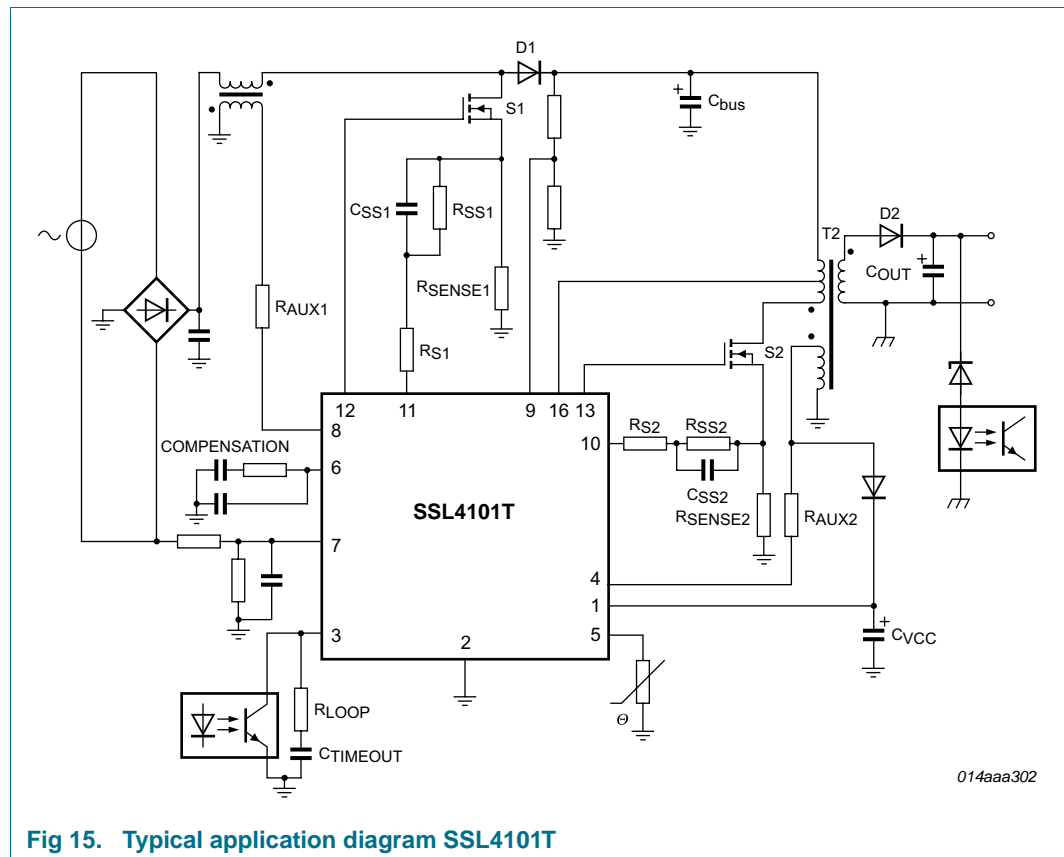 D1
S1
Cbus
CSS1
RSS1
T2
D2
COUT
RSENSE1
RAUX1
RS1
S2
12
11
9
16
13
8
10
RS2
RSS2
COMPENSATION
6
CSS2
SSL4101T
RSENSE2
RAUX2
7
4
1
3
2
5
CVCC
RLOOP
Θ
CTIMEOUT
014aaa302
Fig 15. Typical application diagram SSL4101T